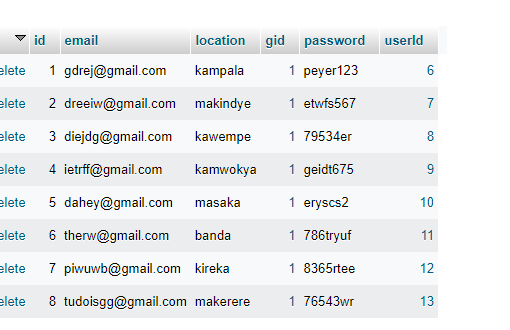 id email location gid password userId
elete 1 gdrej@gmail.com kampala 1 peyer123 6
elete 2 dreeiw@gmail.com makindye 1 etwfs567 7
elete 3 diejdg@gmail.com kawempe 1 79534er 8
elete 4 ietrff@gmail.com kamwokya 1 geidt675 9
elete 5 dahey@gmail.com masaka 1 eryscs2 10
elete 6 therw@gmail.com banda 1 786tryuf 11
elete 7 piwuwb@gmail.com kireka 1 8365rtee 12
elete 8 tudoisgg@gmail.com makerere 1 76543wr 13